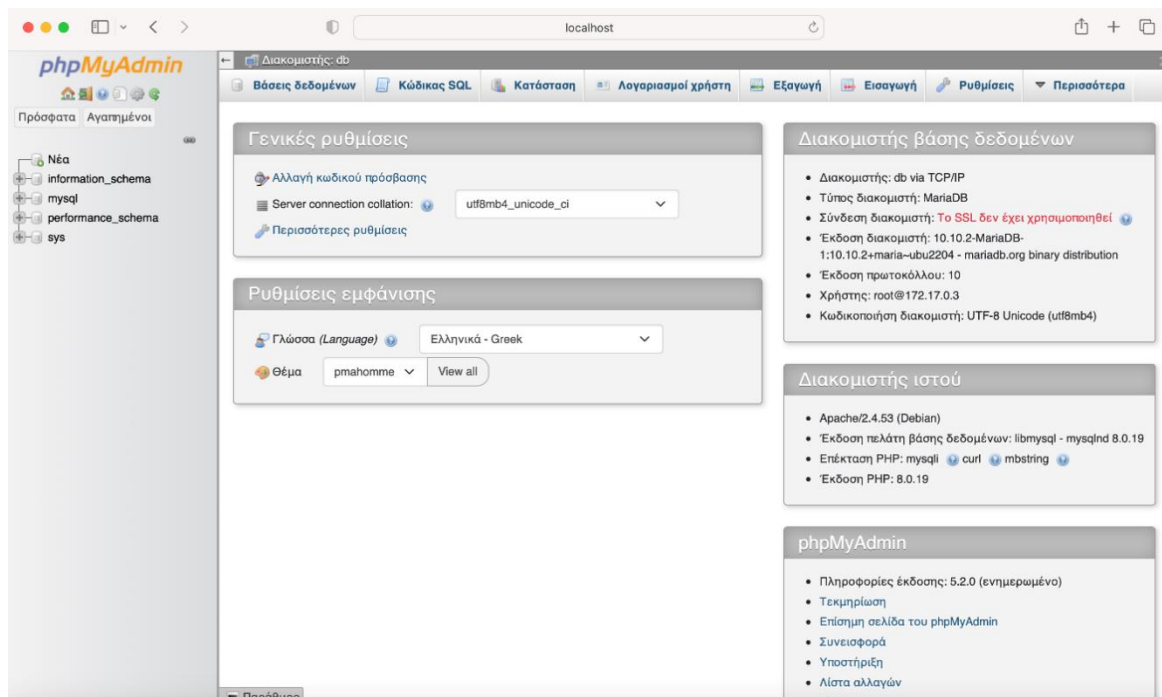 localhost
phpMyAdmin
Πρόσφατα Αγαπημένοι
Νέα
information_schema
mysql
performance_schema
sys
Διακομιστής: db
Βάσεις δεδομένων Κώδικας SQL Κατάσταση Λογαριασμοί χρήστη Εξαγωγή Εισαγωγή Ρυθμίσεις Περισσότερα
Γενικές ρυθμίσεις
Αλλαγή κωδικού πρόσβασης
Server connection collation: utf8mb4_unicode_ci
Περισσότερες ρυθμίσεις
Ρυθμίσεις εμφάνισης
Γλώσσα (Language) Ελληνικά - Greek
Θέμα pmahomme View all
Διακομιστής βάσης δεδομένων
• Διακομιστής: db via TCP/IP
• Τύπος διακομιστή: MariaDB
• Σύνδεση διακομιστή: Το SSL δεν έχει χρησιμοποιηθεί
• Έκδοση διακομιστή: 10.10.2-MariaDB-
1:10.10.2+maria~ubu2204 - mariadb.org binary distribution
• Έκδοση πρωτοκόλλου: 10
• Χρήστης: root@172.17.0.3
• Κωδικοποίηση διακομιστή: UTF-8 Unicode (utf8mb4)
Διακομιστής ιστού
• Apache/2.4.53 (Debian)
• Έκδοση πελάτη βάσης δεδομένων: libmysql - mysqlnd 8.0.19
• Επέκταση PHP: mysqli curl mbstring
• Έκδοση PHP: 8.0.19
phpMyAdmin
• Πληροφορίες έκδοσης: 5.2.0 (ενημερωμένο)
• Τεκμηρίωση
• Επίσημη σελίδα του phpMyAdmin
• Συνεισφορά
• Υποστήριξη
• Λίστα αλλαγών
Παράθυρο